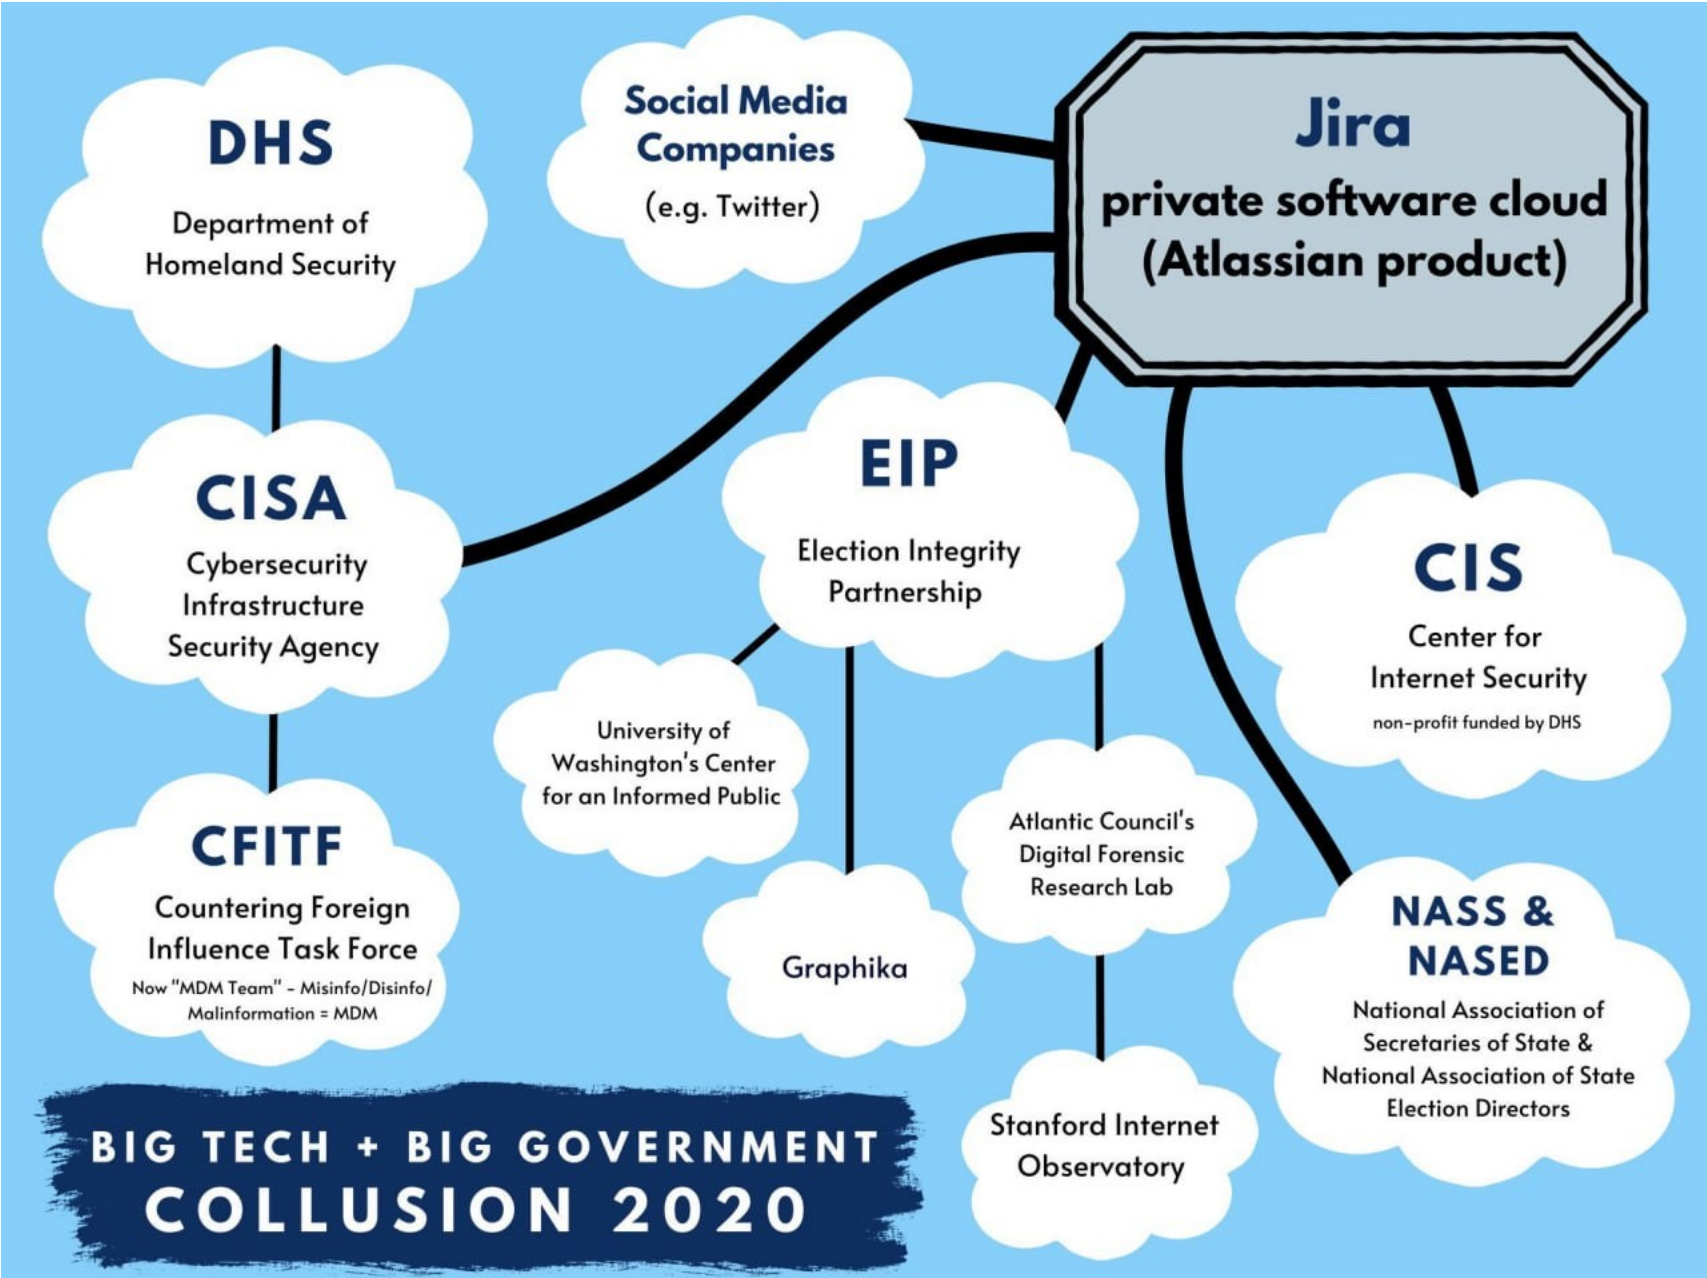 DHS
Department of
Homeland Security
Social Media
Companies
(e.g. Twitter)
Jira
private software cloud
(Atlassian product)
CISA
Cybersecurity
Infrastructure
Security Agency
EIP
Election Integrity
Partnership
CIS
Center for
Internet Security
non-profit funded by DHS
University of
Washington's Center
for an Informed Public
CFITF
Countering Foreign
Influence Task Force
Now "MDM Team" - Misinfo/Disinfo/
Malinformation = MDM
Graphika
Atlantic Council's
Digital Forensic
Research Lab
Stanford Internet
Observatory
NASS &
NASED
National Association of
Secretaries of State &
National Association of State
Election Directors
BIG TECH + BIG GOVERNMENT
COLLUSION 2020